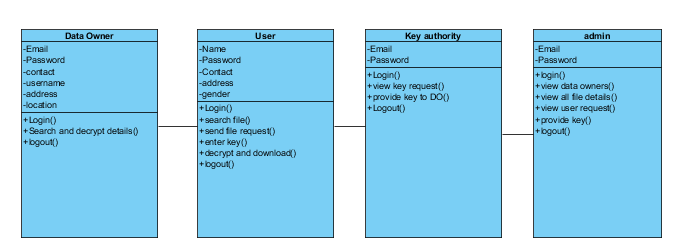 Data Owner
-Email
-Password
-contact
-username
-address
-location
+Login()
+Search and decrypt details()
+logout()
User
-Name
-Password
-Contact
-address
-gender
+Login()
+search file()
+send file request()
+enter key()
+decrypt and download()
+logout()
Key authority
-Email
-Password
+Login()
+view key request()
+provide key to DO()
+Logout()
admin
-Email
-Password
+login()
+view data owners()
+view all file details()
+view user request()
+provide key()
+logout()